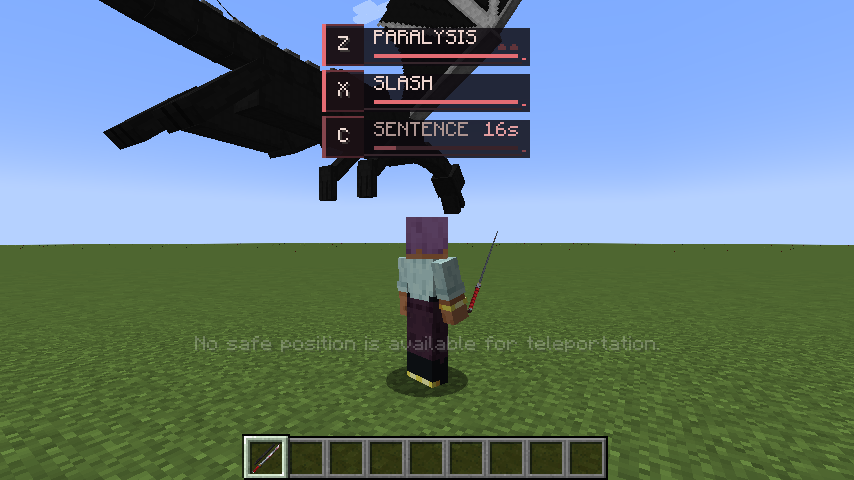 Z PARALYSIS
X SLASH
C SENTENCE 16s
No safe position is available for teleportation.